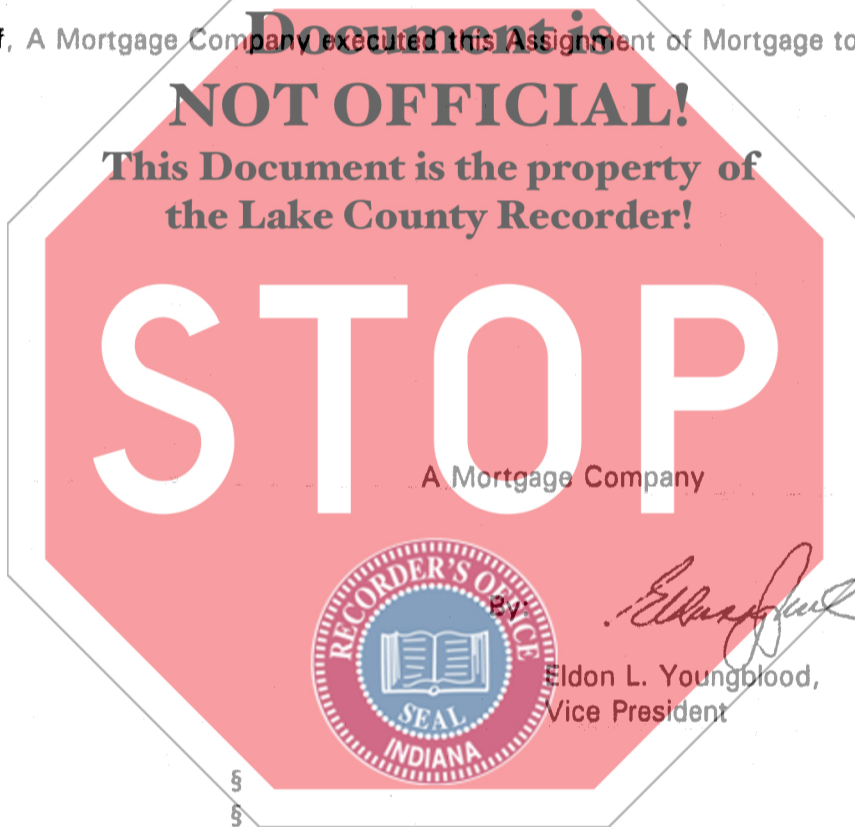 Document is
f, A Mortgage Company executed this Assignment of Mortgage to
NOT OFFICIAL!
This Document is the property of
the Lake County Recorder!
STOP
A Mortgage Company
RECORDER'S OFFICE
SEAL
INDIANA
By:
Eldon L. Youngblood,
Vice President
§
§